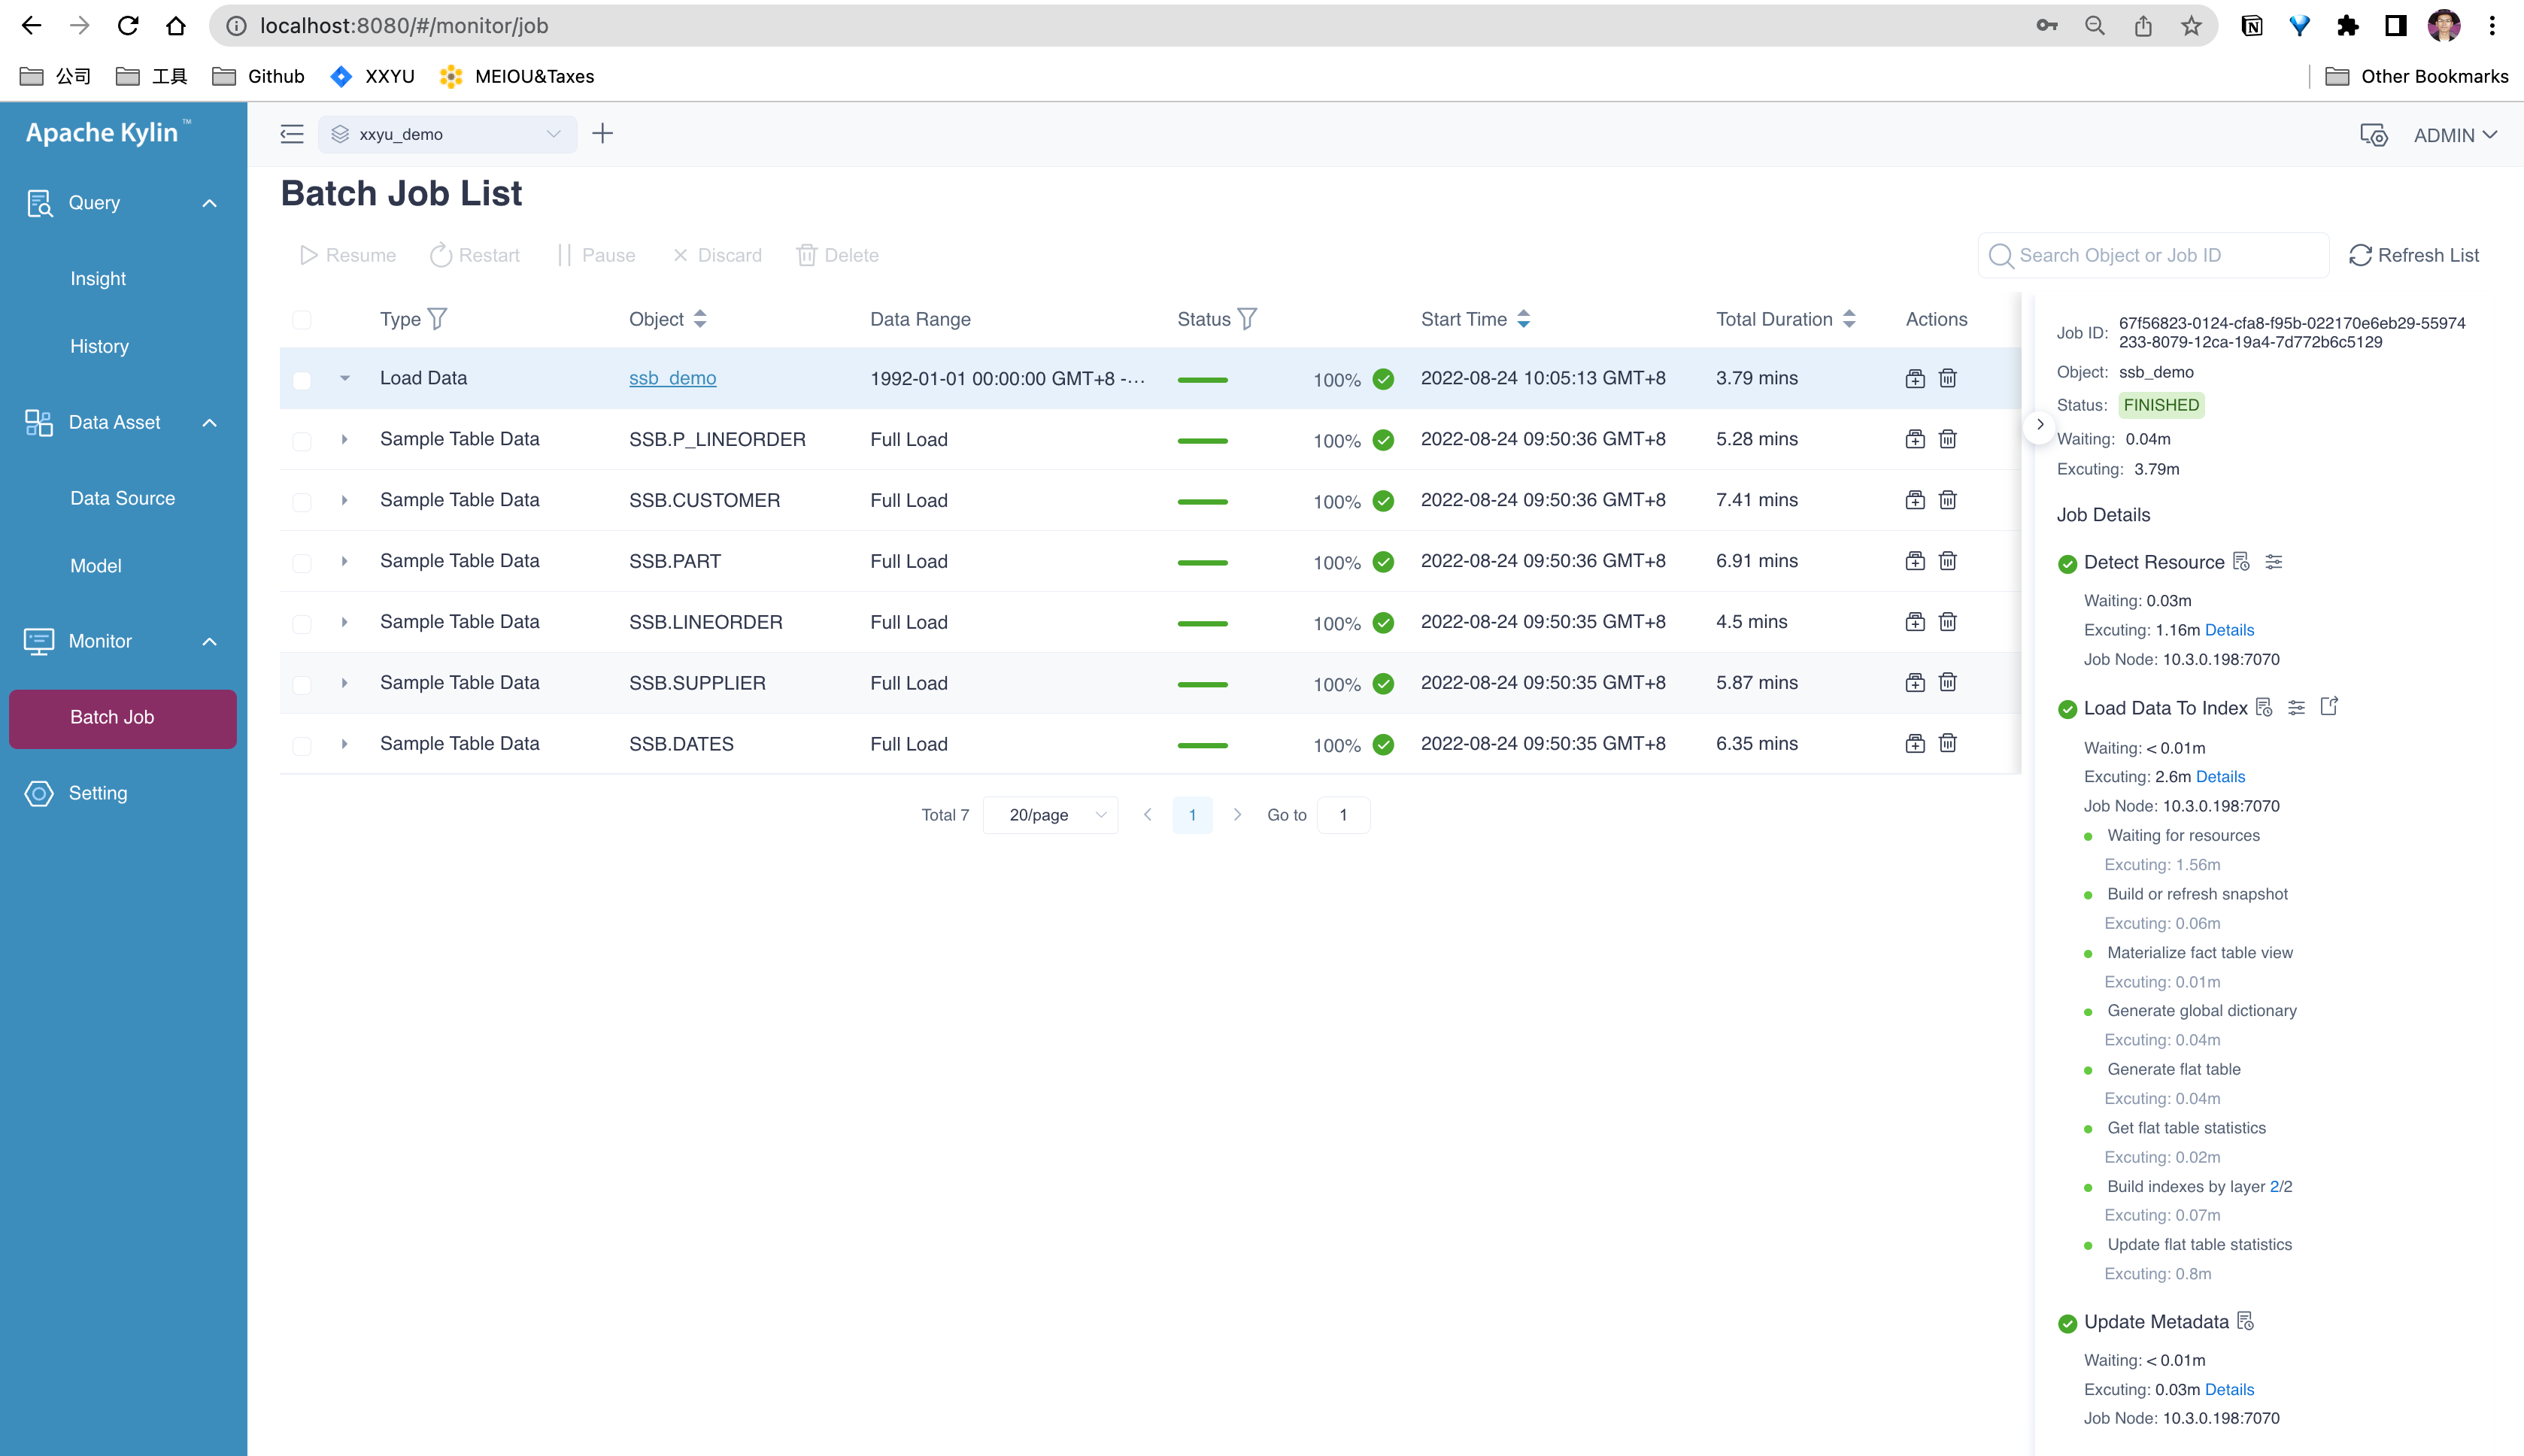 localhost:8080/#/monitor/job
公司 工具 Github XXYU MEIOU&Taxes Other Bookmarks
Apache Kylin™
xxyu_demo
ADMIN
Query
Insight
History
Data Asset
Data Source
Model
Monitor
Batch Job
Setting
Batch Job List
Resume Restart Pause Discard Delete
Search Object or Job ID Refresh List
Type Object Data Range Status Start Time Total Duration Actions
Load Data ssb_demo 1992-01-01 00:00:00 GMT+8 -··· 100% 2022-08-24 10:05:13 GMT+8 3.79 mins
Sample Table Data SSB.P_LINEORDER Full Load 100% 2022-08-24 09:50:36 GMT+8 5.28 mins
Sample Table Data SSB.CUSTOMER Full Load 100% 2022-08-24 09:50:36 GMT+8 7.41 mins
Sample Table Data SSB.PART Full Load 100% 2022-08-24 09:50:36 GMT+8 6.91 mins
Sample Table Data SSB.LINEORDER Full Load 100% 2022-08-24 09:50:35 GMT+8 4.5 mins
Sample Table Data SSB.SUPPLIER Full Load 100% 2022-08-24 09:50:35 GMT+8 5.87 mins
Sample Table Data SSB.DATES Full Load 100% 2022-08-24 09:50:35 GMT+8 6.35 mins
Total 7 20/page 1 Go to 1
Job ID: 67f56823-0124-cfa8-f95b-022170e6eb29-55974
233-8079-12ca-19a4-7d772b6c5129
Object: ssb_demo
Status: FINISHED
Waiting: 0.04m
Excuting: 3.79m
Job Details
Detect Resource
Waiting: 0.03m
Excuting: 1.16m Details
Job Node: 10.3.0.198:7070
Load Data To Index
Waiting: < 0.01m
Excuting: 2.6m Details
Job Node: 10.3.0.198:7070
Waiting for resources
Excuting: 1.56m
Build or refresh snapshot
Excuting: 0.06m
Materialize fact table view
Excuting: 0.01m
Generate global dictionary
Excuting: 0.04m
Generate flat table
Excuting: 0.04m
Get flat table statistics
Excuting: 0.02m
Build indexes by layer 2/2
Excuting: 0.07m
Update flat table statistics
Excuting: 0.8m
Update Metadata
Waiting: < 0.01m
Excuting: 0.03m Details
Job Node: 10.3.0.198:7070